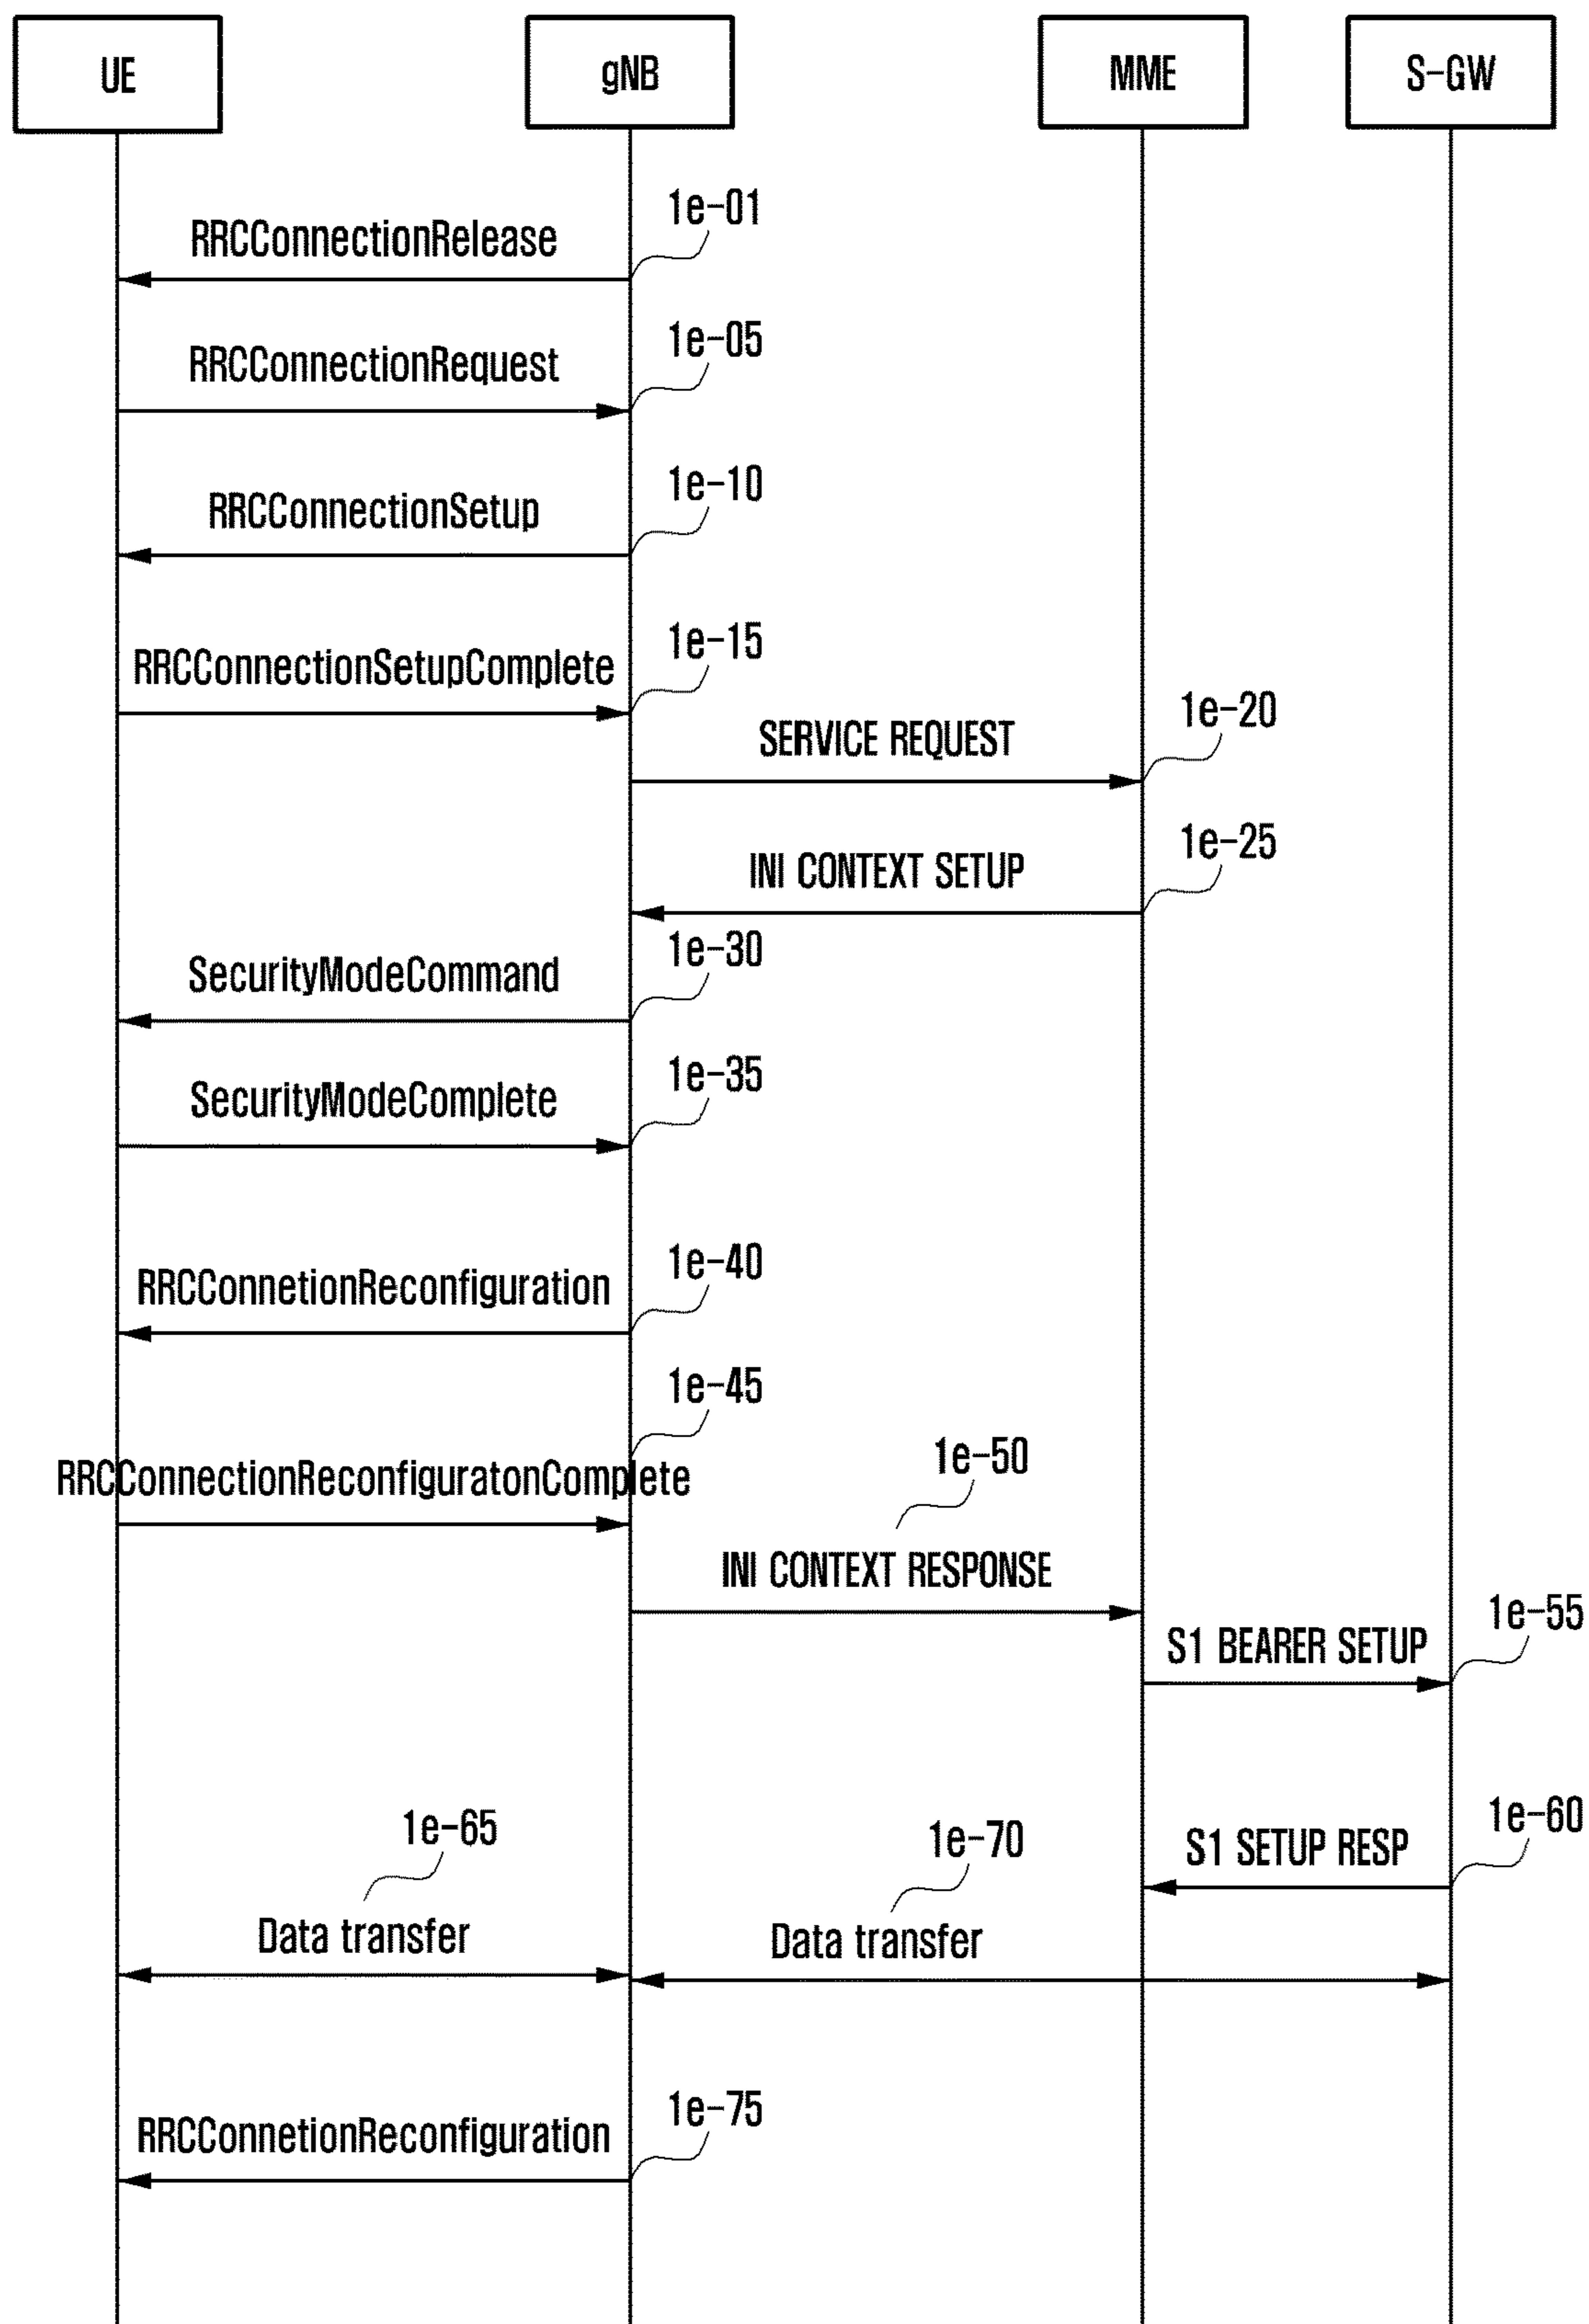 UE
gNB
MME
S-GW
1e-01
RRCConnectionRelease
1e-05
RRCConnectionRequest
1e-10
RRCConnectionSetup
1e-15
RRCConnectionSetupComplete
1e-20
SERVICE REQUEST
1e-25
INI CONTEXT SETUP
1e-30
SecurityModeCommand
1e-35
SecurityModeComplete
1e-40
RRCConnetionReconfiguration
1e-45
RRCConnectionReconfiguratonComplete
1e-50
INI CONTEXT RESPONSE
1e-55
S1 BEARER SETUP
1e-60
S1 SETUP RESP
1e-65
Data transfer
1e-70
Data transfer
1e-75
RRCConnetionReconfiguration